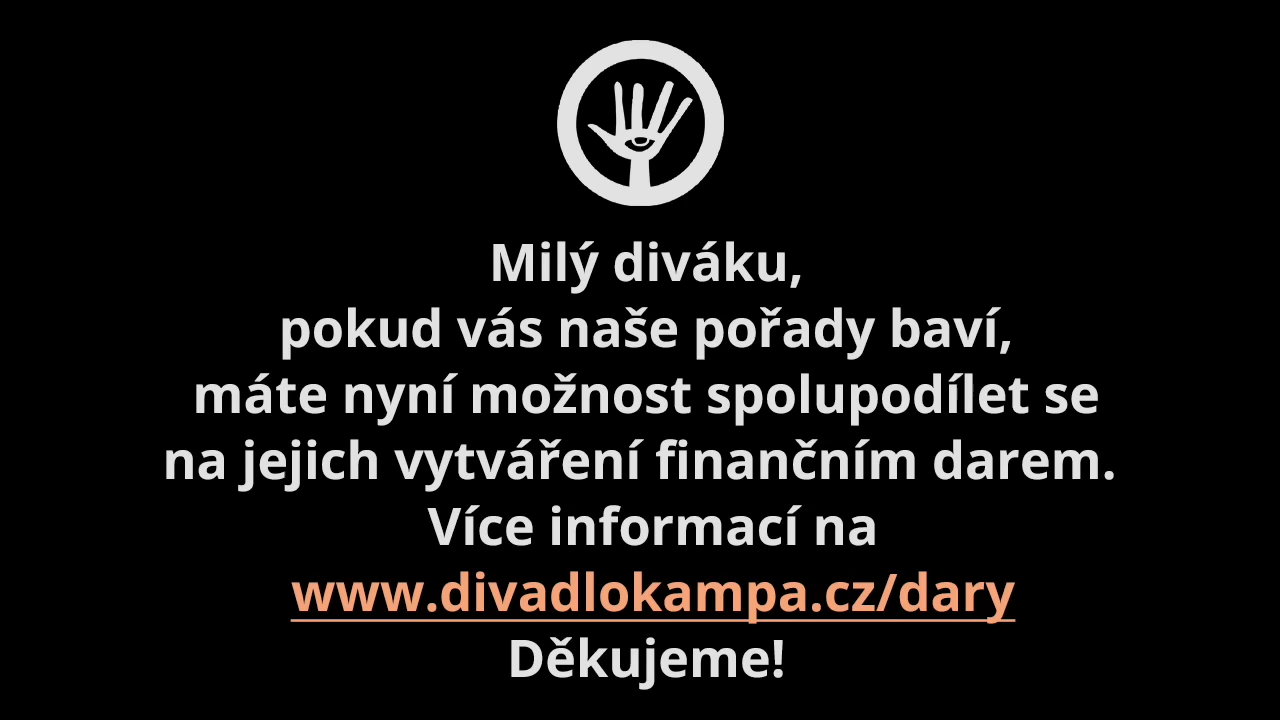 Milý diváku,
pokud vás naše pořady baví,
máte nyní možnost spolupodílet se
na jejich vytváření finančním darem.
Více informací na
www.divadlokampa.cz/dary
Děkujeme!